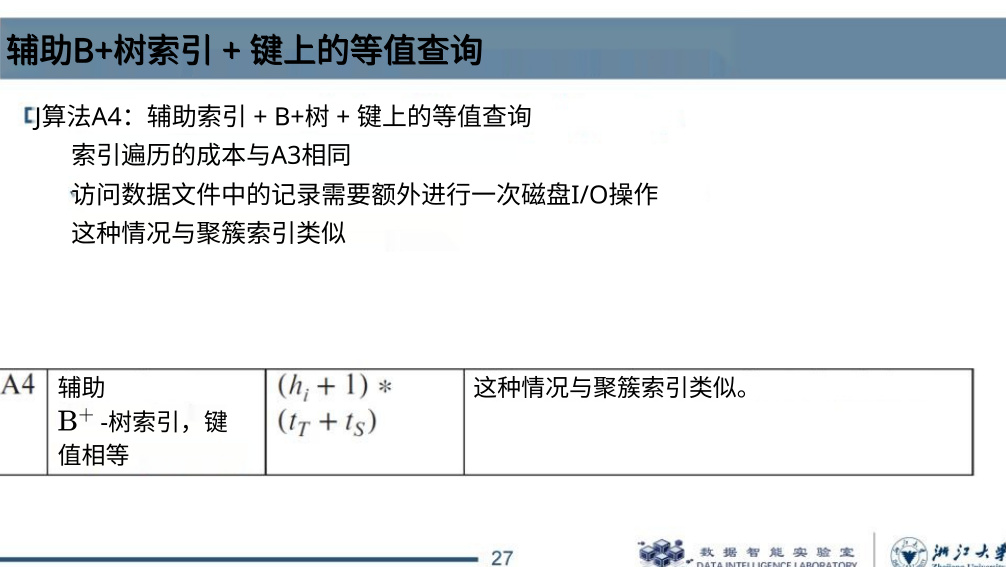 辅助B+树索引 + 键上的等值查询
J算法A4：辅助索引 + B+树 + 键上的等值查询
索引遍历的成本与A3相同
访问数据文件中的记录需要额外进行一次磁盘I/O操作
这种情况与聚簇索引类似
A4
辅助
B⁺ -树索引，键
值相等
(hᵢ + 1) ∗
(t_T + t_S)
这种情况与聚簇索引类似。
27
数据智能实验室
DATA INTELLIGENCE LABORATORY
浙江大学
Zhejiang University